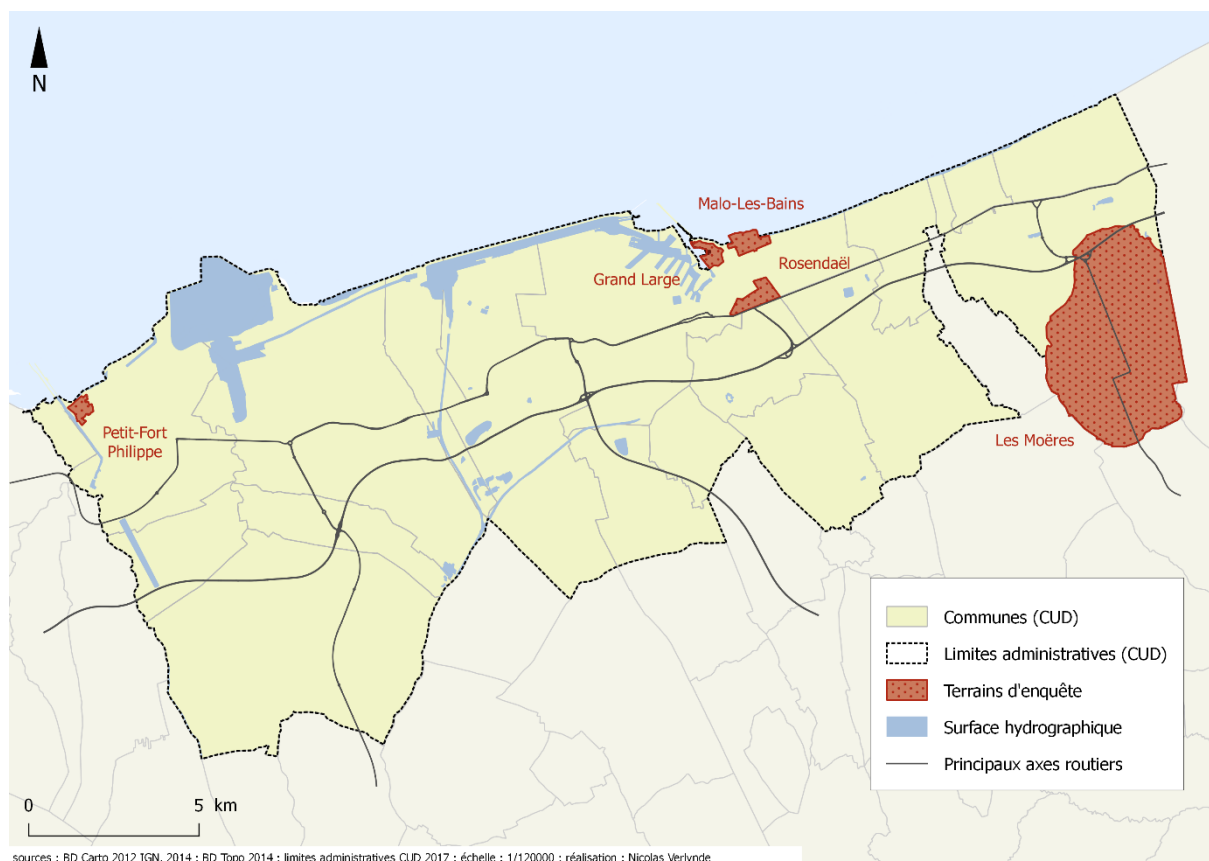 N
Malo-Les-Bains
Rosendaël
Grand Large
Petit-Fort
Philippe
Les Moëres
Communes (CUD)
Limites administratives (CUD)
Terrains d'enquête
Surface hydrographique
Principaux axes routiers
0 5 km
sources : BD Carto 2012 IGN, 2014 ; BD Topo 2014 ; limites administratives CUD 2017 ; échelle : 1/120000 ; réalisation : Nicolas Verlynde